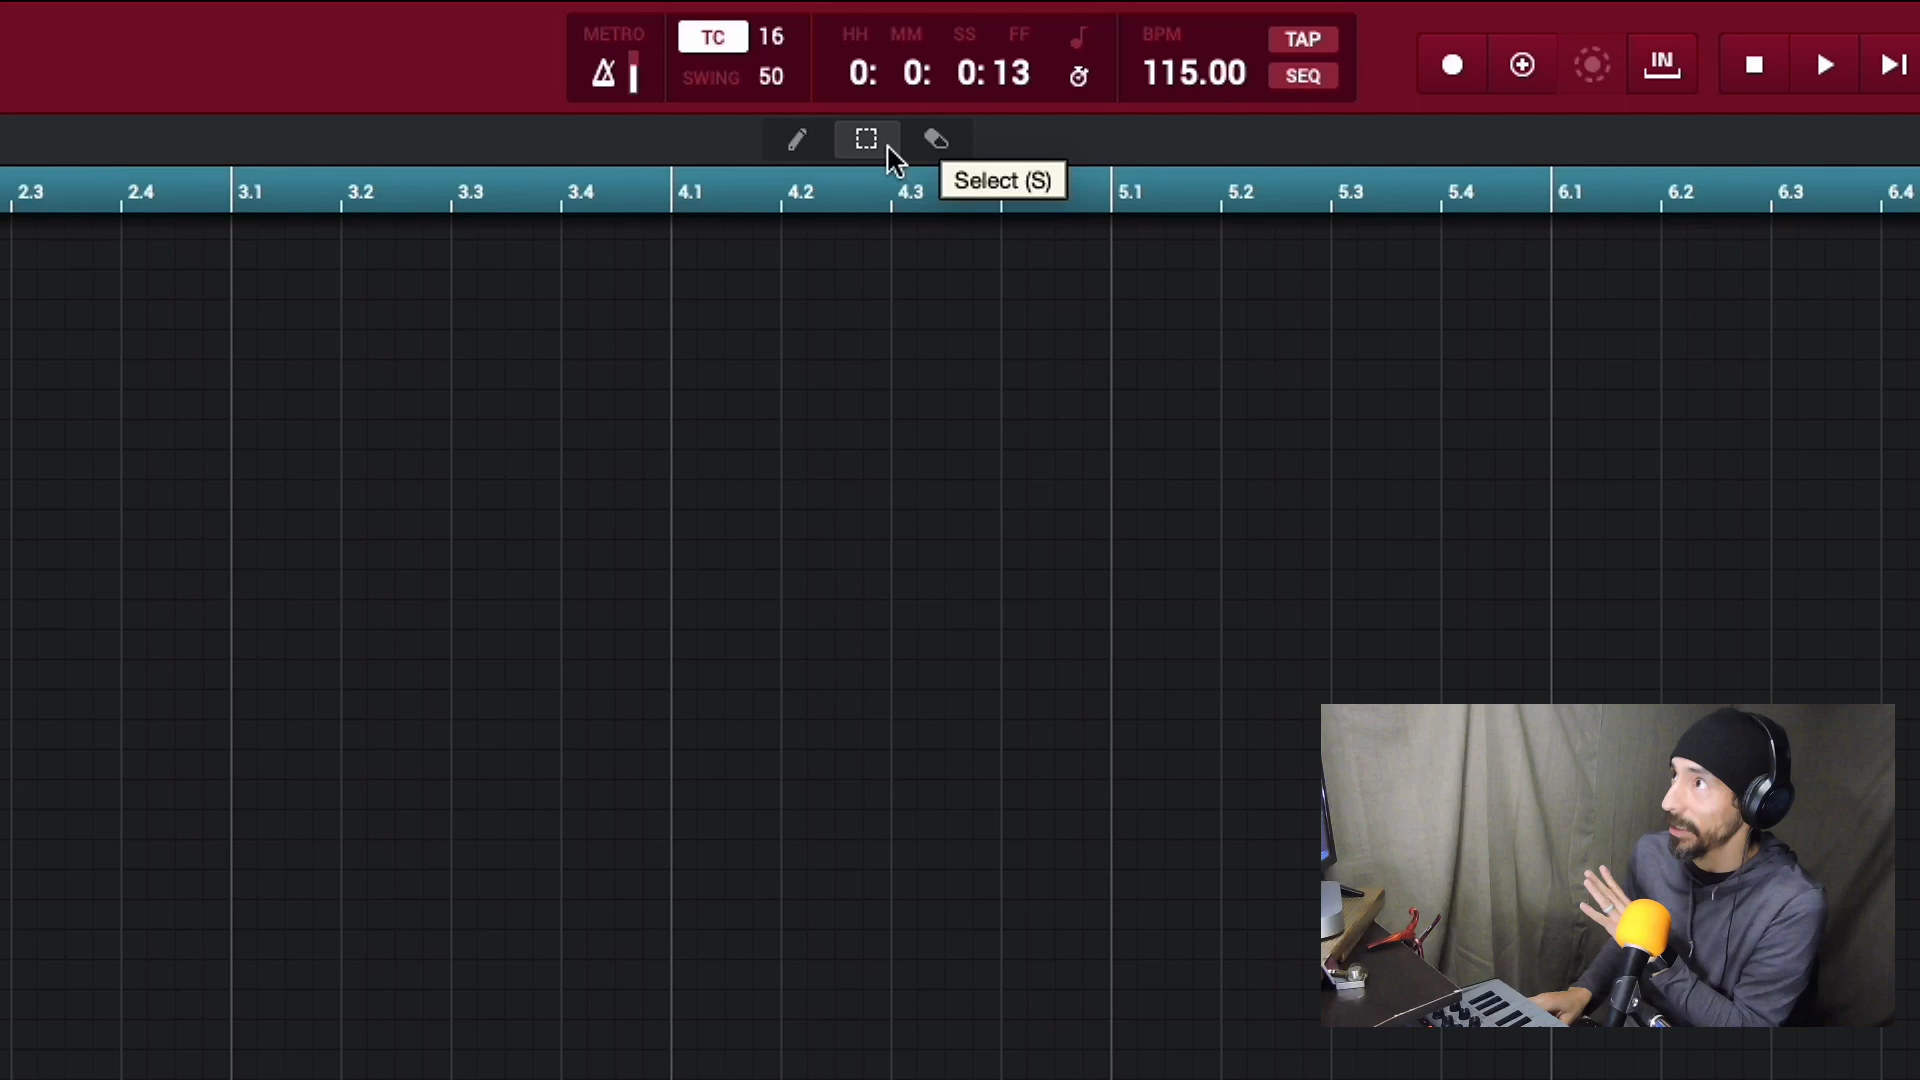 METRO TC 16 HH MM SS FF BPM TAP
SWING 50 0: 0: 0: 13 115.00 SEQ
IN
Select (S)
2.3 2.4 3.1 3.2 3.3 3.4 4.1 4.2 4.3 5.1 5.2 5.3 5.4 6.1 6.2 6.3 6.4